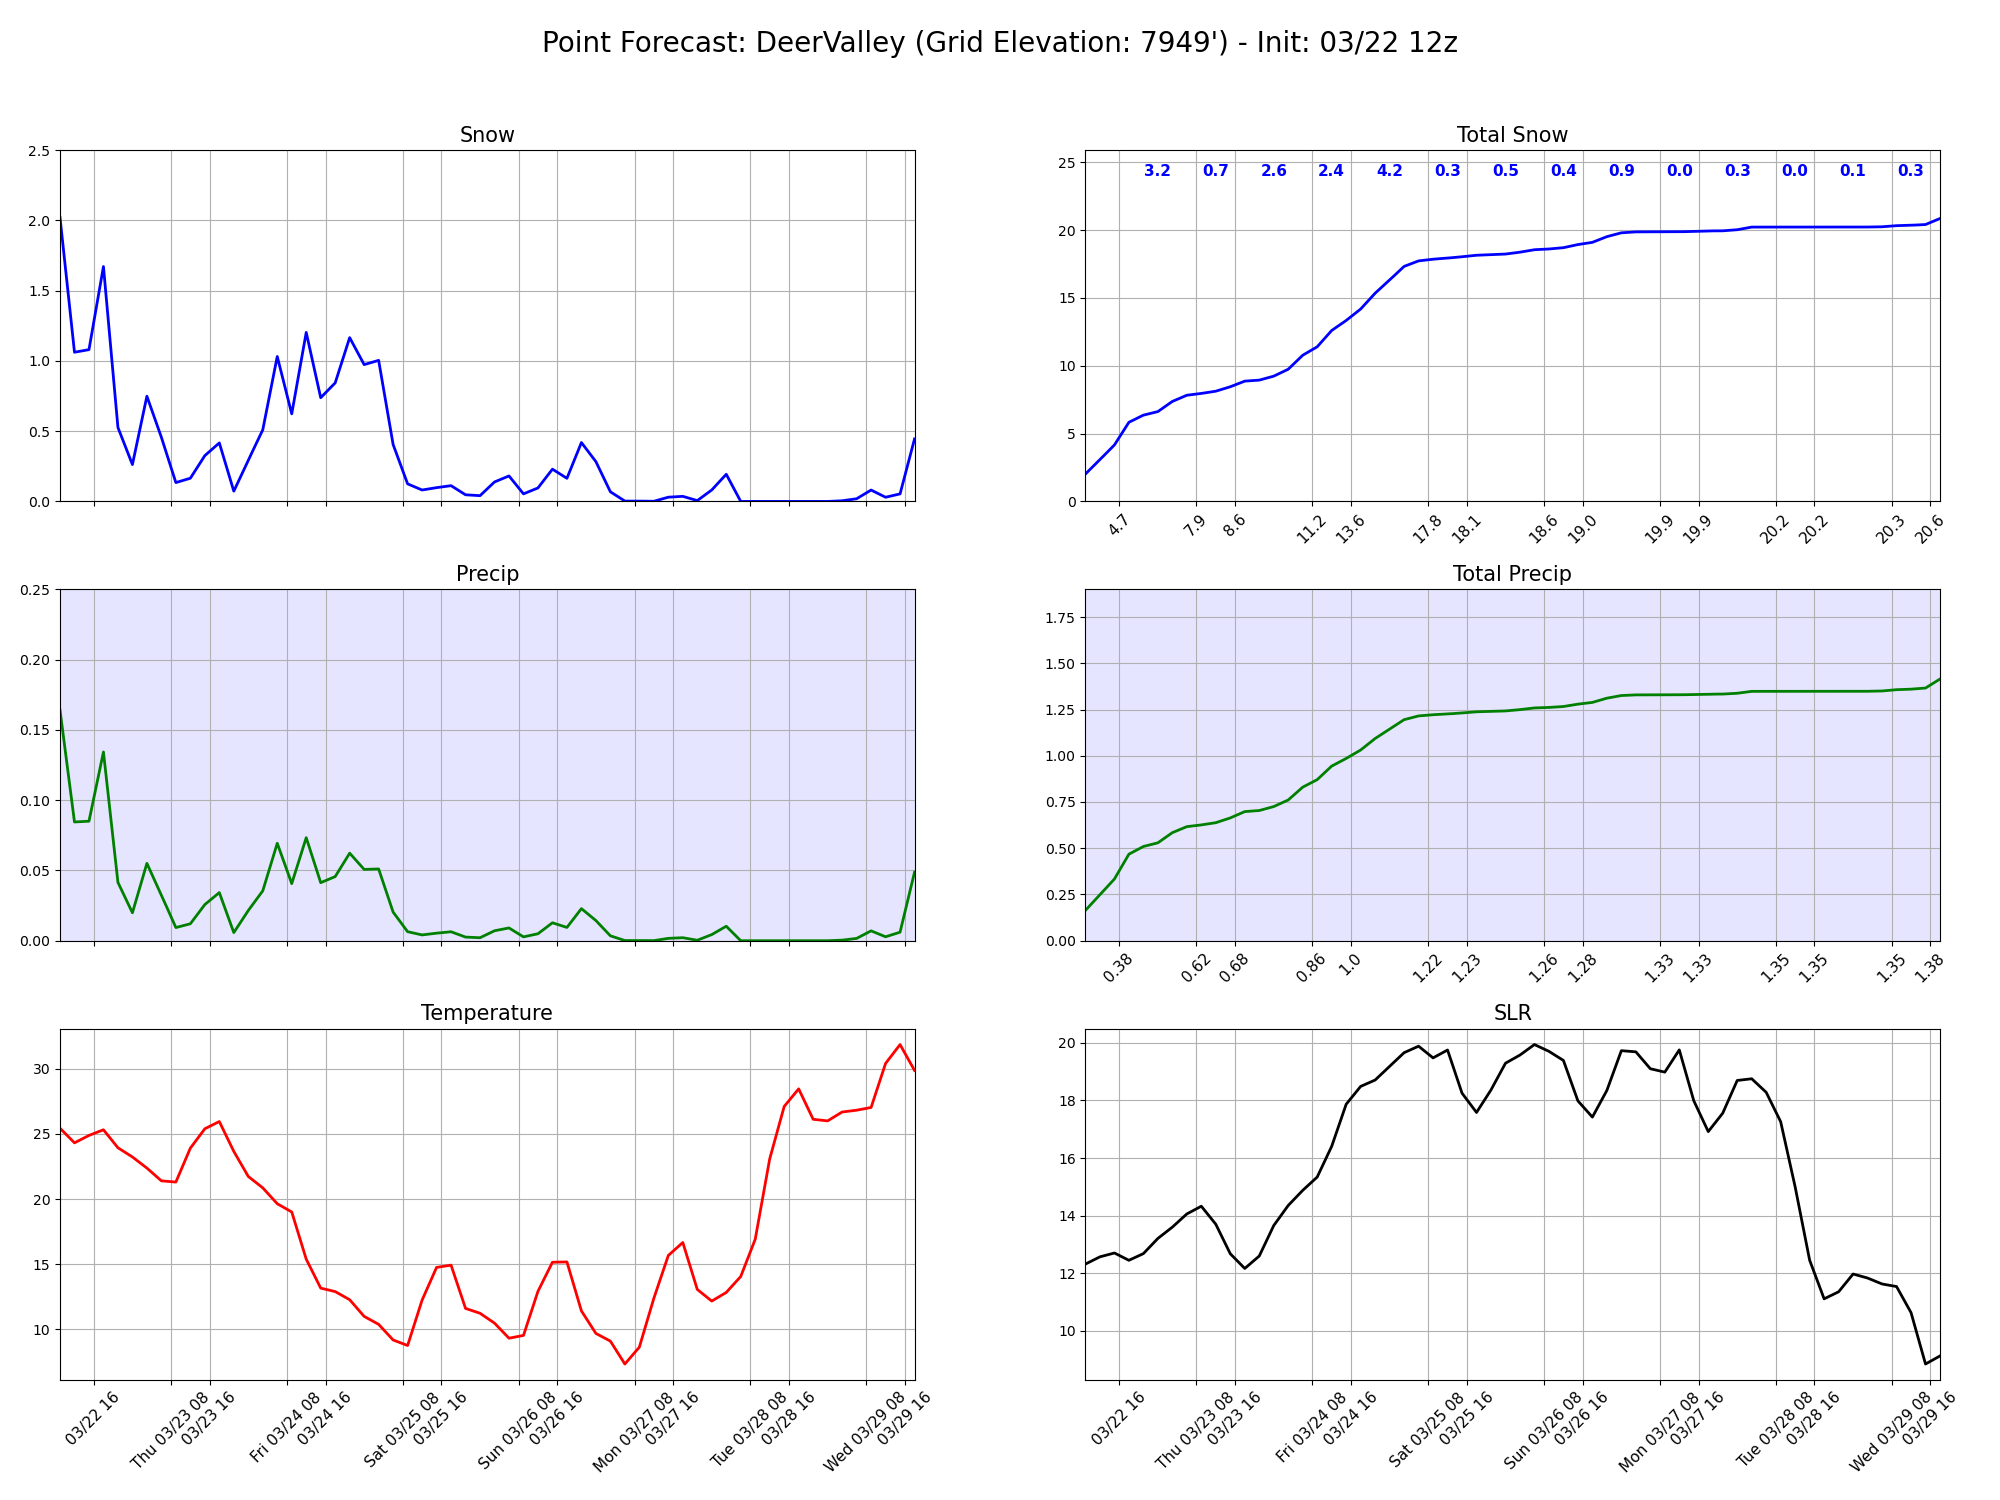 Point Forecast: DeerValley (Grid Elevation: 7949') - Init: 03/22 12z
Snow
2.5
2.0
1.5
1.0
0.5
0.0
Total Snow
25
20
15
10
5
0
3.2 0.7 2.6 2.4 4.2 0.3 0.5 0.4 0.9 0.0 0.3 0.0 0.1 0.3
4.7 7.9 8.6 11.2 13.6 17.8 18.1 18.6 19.0 19.9 19.9 20.2 20.2 20.3 20.6
Precip
0.25
0.20
0.15
0.10
0.05
0.00
Total Precip
1.75
1.50
1.25
1.00
0.75
0.50
0.25
0.00
0.38 0.62 0.68 0.86 1.0 1.22 1.23 1.26 1.28 1.33 1.33 1.35 1.35 1.35 1.38
Temperature
30
25
20
15
10
03/22 16
Thu 03/23 08
03/23 16
Fri 03/24 08
03/24 16
Sat 03/25 08
03/25 16
Sun 03/26 08
03/26 16
Mon 03/27 08
03/27 16
Tue 03/28 08
03/28 16
Wed 03/29 08
03/29 16
SLR
20
18
16
14
12
10
03/22 16
Thu 03/23 08
03/23 16
Fri 03/24 08
03/24 16
Sat 03/25 08
03/25 16
Sun 03/26 08
03/26 16
Mon 03/27 08
03/27 16
Tue 03/28 08
03/28 16
Wed 03/29 08
03/29 16